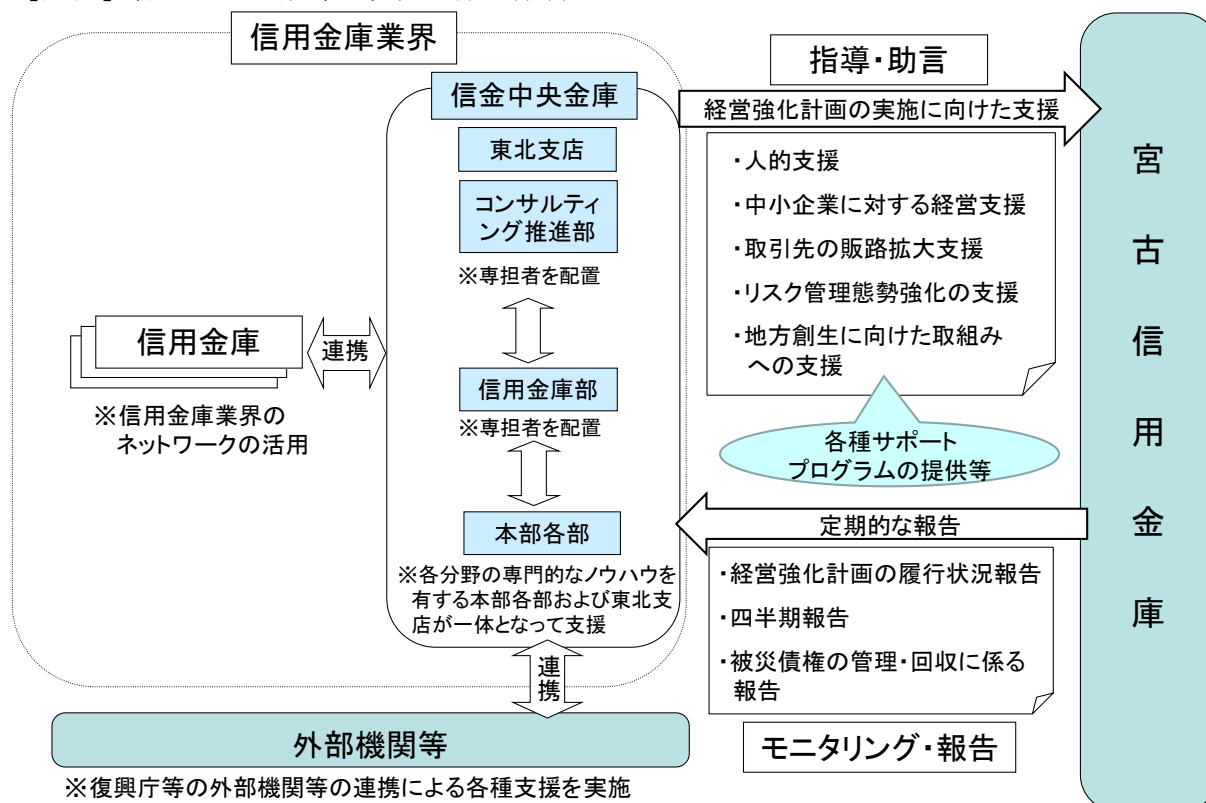 信用金庫業界
信金中央金庫
東北支店
コンサルティ
ング推進部
※専担者を配置
信用金庫
連携
※信用金庫業界の
ネットワークの活用
信用金庫部
※専担者を配置
本部各部
※各分野の専門的なノウハウを
有する本部各部および東北支
店が一体となって支援
連
携
外部機関等
※復興庁等の外部機関等の連携による各種支援を実施
指導・助言
経営強化計画の実施に向けた支援
・人的支援
・中小企業に対する経営支援
・取引先の販路拡大支援
・リスク管理態勢強化の支援
・地方創生に向けた取組み
への支援
各種サポート
プログラムの提供等
定期的な報告
・経営強化計画の履行状況報告
・四半期報告
・被災債権の管理・回収に係る
報告
モニタリング・報告
宮
古
信
用
金
庫